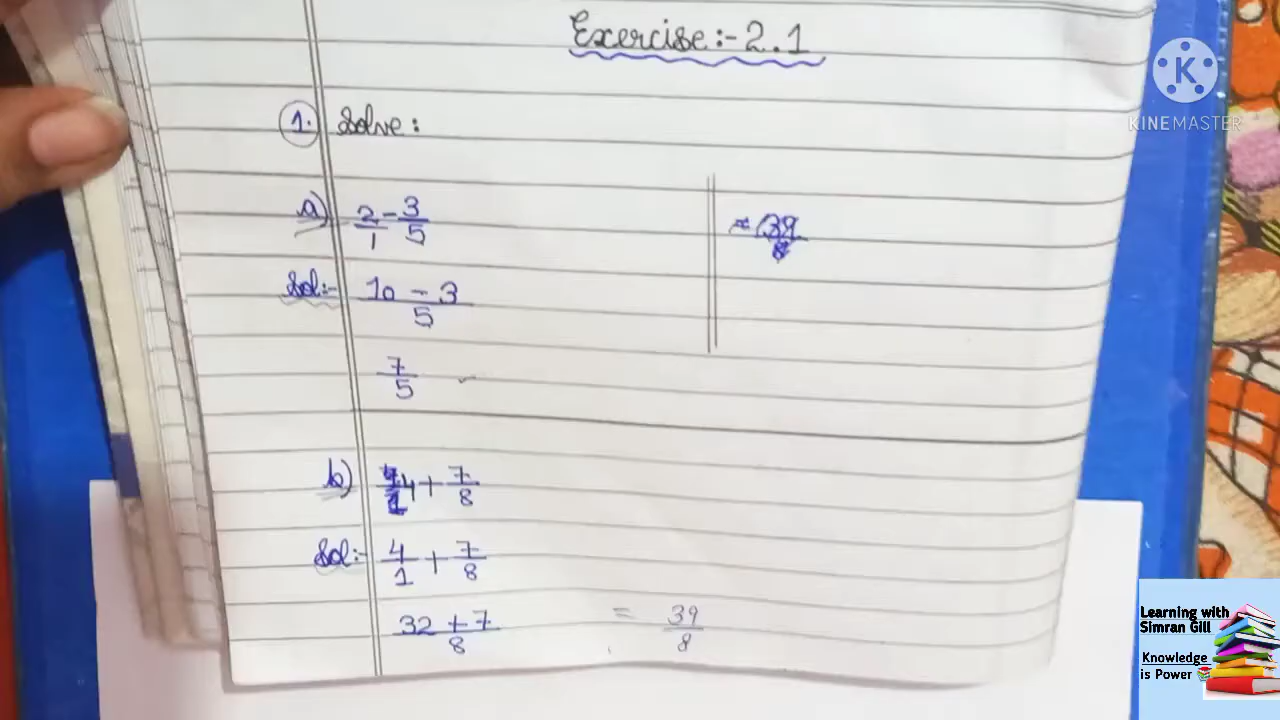 Exercise:- 2.1
1. Solve:
a) 2/1 - 3/5
= 39/8
Sol:- 10 - 3/5
7/5
b) 4 + 7/8
Sol:- 4/1 + 7/8
32 + 7/8 = 39/8
K
KINEMASTER
Learning with
Simran Gill
Knowledge
is Power